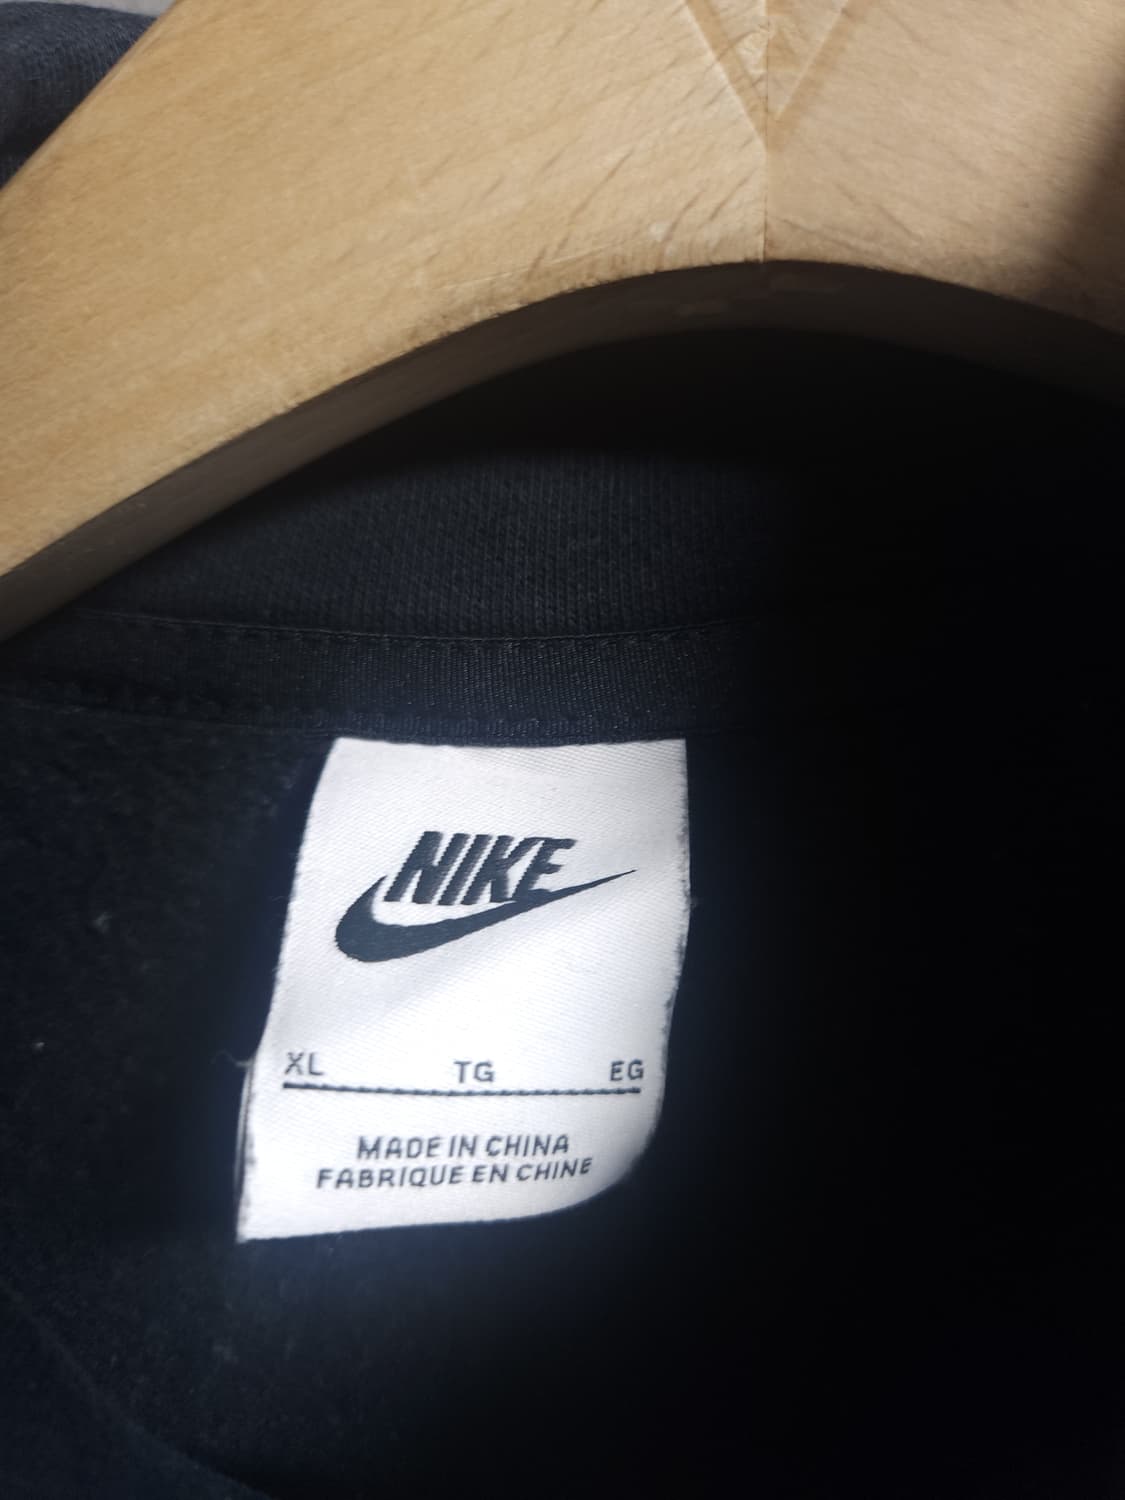 NIKE
XL TG EG
MADE IN CHINA
FABRIQUE EN CHINE